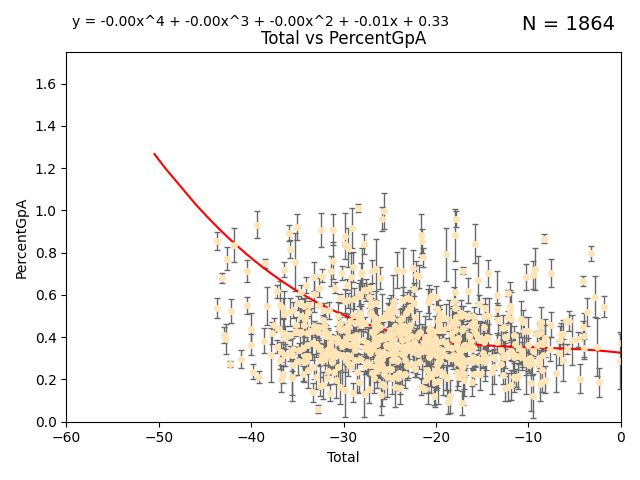 y = -0.00x^4 + -0.00x^3 + -0.00x^2 + -0.01x + 0.33
N = 1864
Total vs PercentGpA
PercentGpA
1.6
1.4
1.2
1.0
0.8
0.6
0.4
0.2
0.0
−60 −50 −40 −30 −20 −10 0
Total